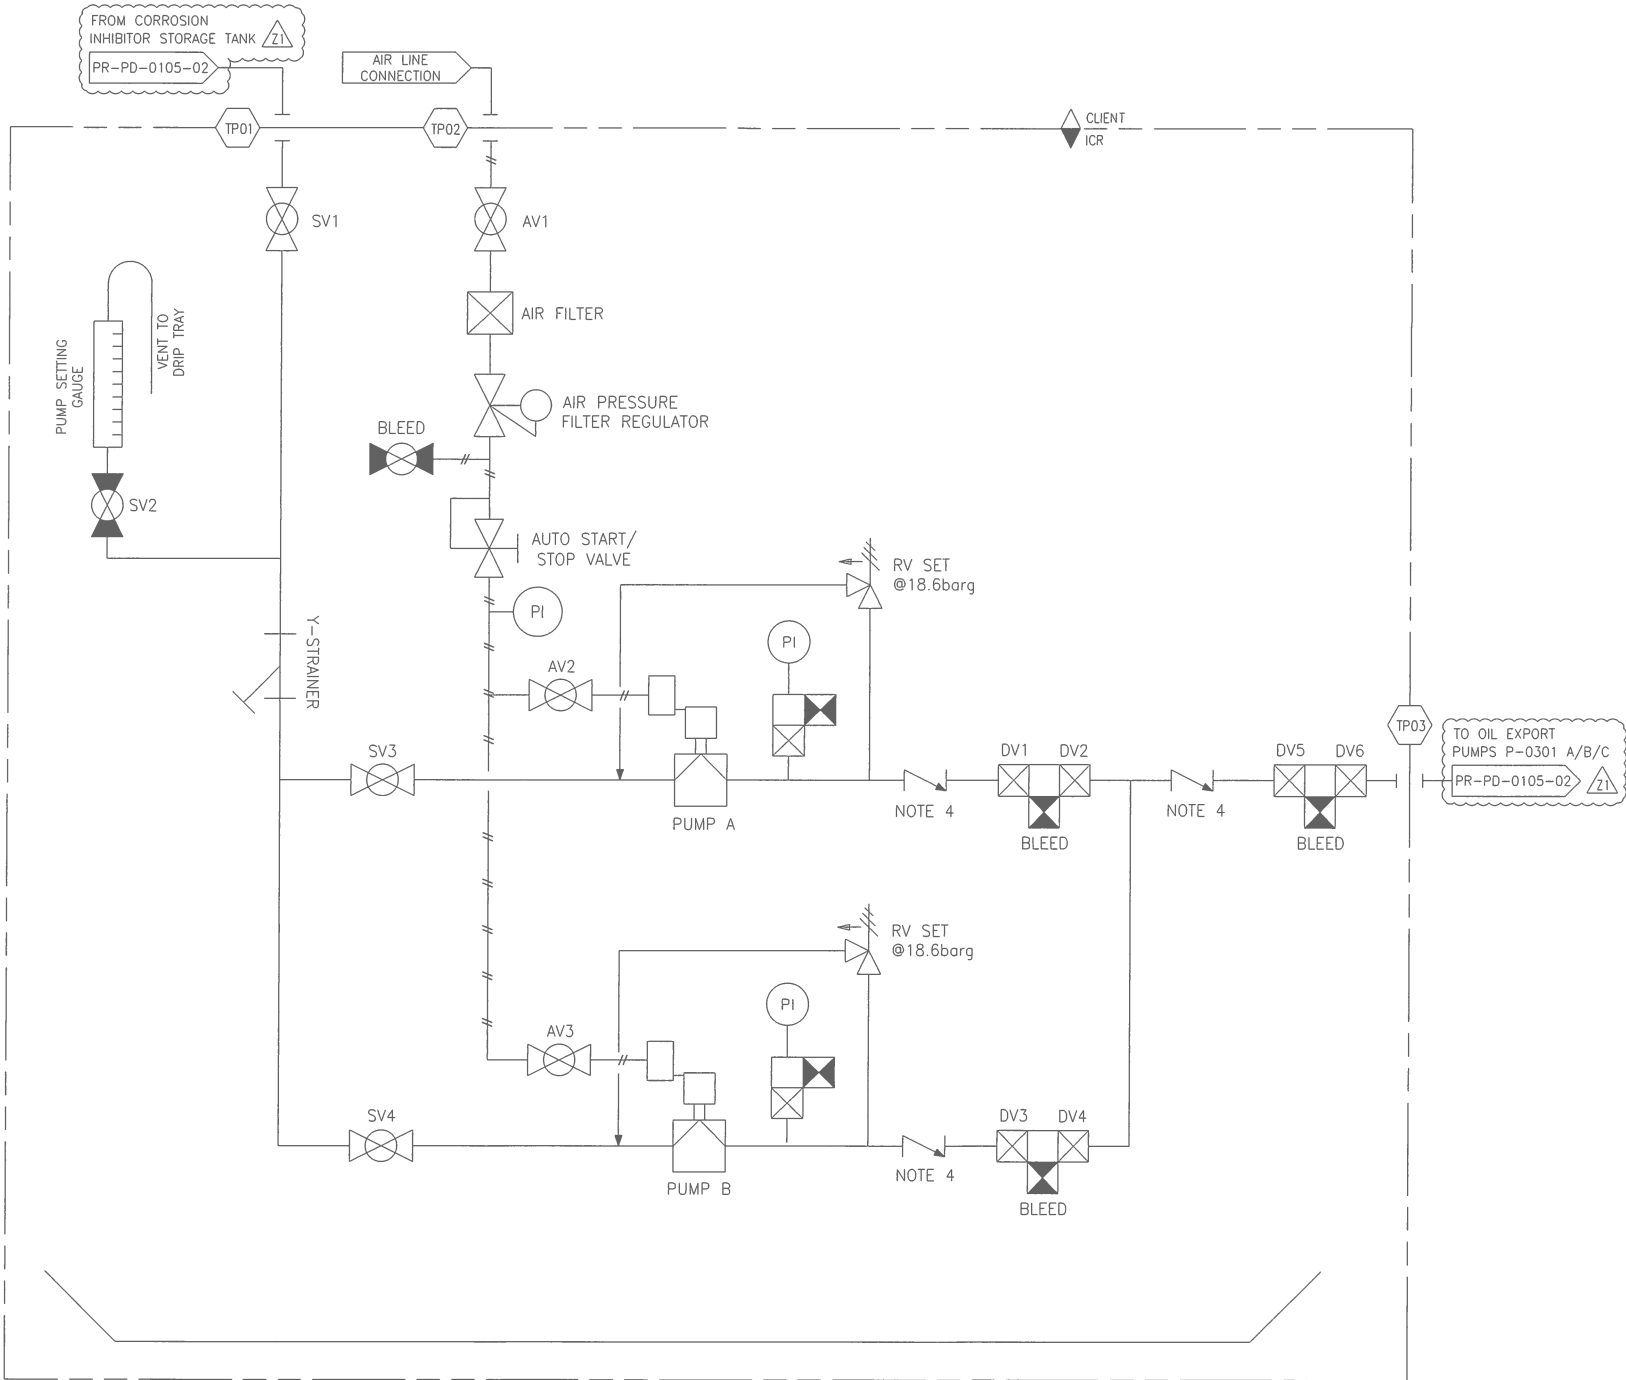 FROM CORROSION
INHIBITOR STORAGE TANK Z1
PR-PD-0105-02
AIR LINE
CONNECTION
TP01
TP02
CLIENT
ICR
SV1
AV1
AIR FILTER
VENT TO
DRIP TRAY
PUMP SETTING
GAUGE
AIR PRESSURE
FILTER REGULATOR
BLEED
SV2
AUTO START/
STOP VALVE
RV SET
@18.6barg
PI
PI
Y-STRAINER
AV2
TP03
TO OIL EXPORT
PUMPS P-0301 A/B/C
PR-PD-0105-02 Z1
SV3
DV1 DV2
DV5 DV6
PUMP A
NOTE 4
NOTE 4
BLEED
BLEED
RV SET
@18.6barg
PI
AV3
SV4
DV3 DV4
PUMP B
NOTE 4
BLEED